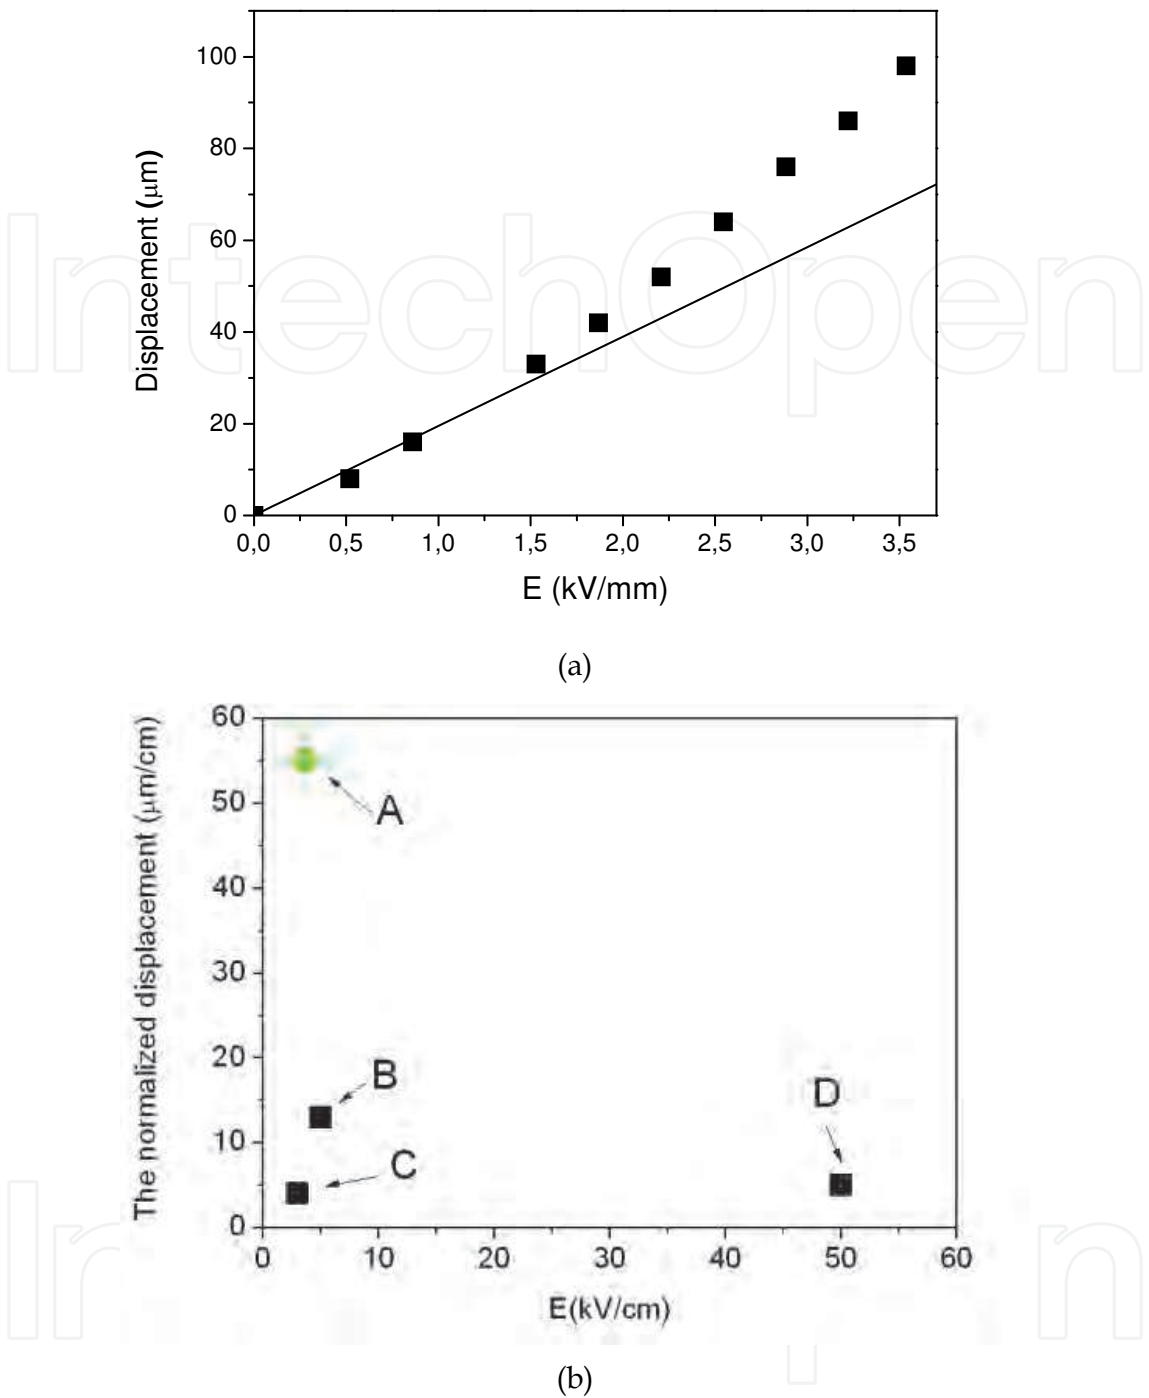 100
80
60
40
20
0
Displacement (μm)
0,0 0,5 1,0 1,5 2,0 2,5 3,0 3,5
E (kV/mm)
(a)
60
50
40
30
20
10
0
The normalized displacement (μm/cm)
A
B
C
D
0 10 20 30 40 50 60
E(kV/cm)
(b)
IntechOpen